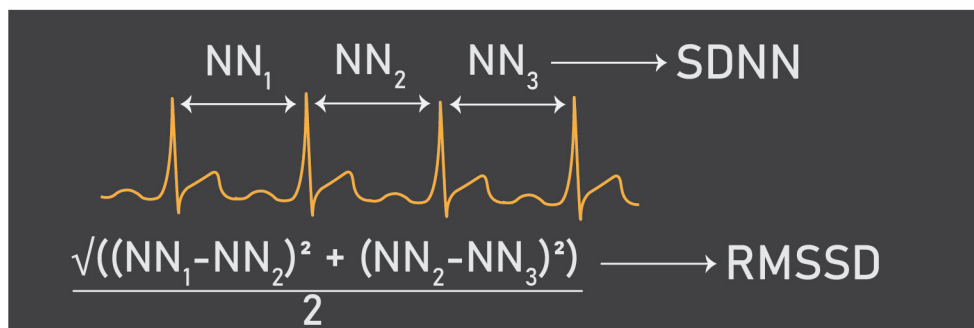 NN₁ NN₂ NN₃ → SDNN
√((NN₁-NN₂)² + (NN₂-NN₃)²) → RMSSD
2